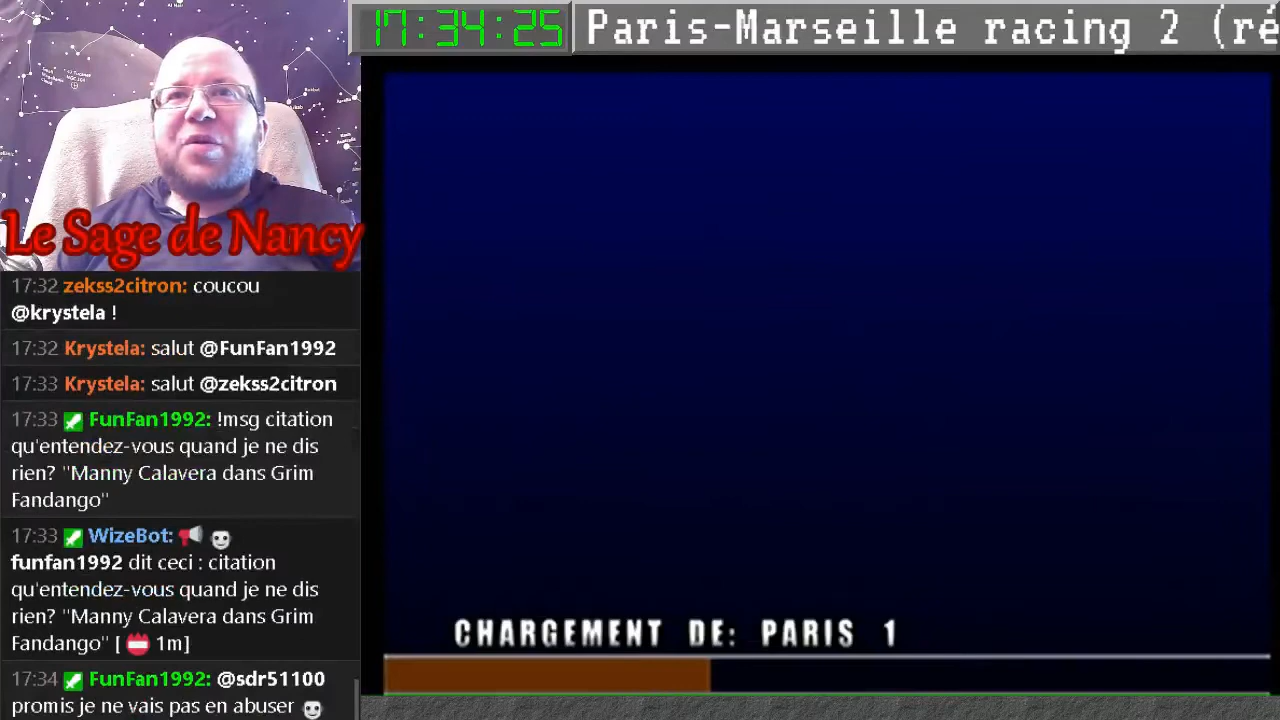 17:34:25
Paris-Marseille racing 2 (ré
Le Sage de Nancy
17:32 zekss2citron: coucou
@krystela !
17:32 Krystela: salut @FunFan1992
17:33 Krystela: salut @zekss2citron
17:33 FunFan1992: !msg citation
qu'entendez-vous quand je ne dis
rien? "Manny Calavera dans Grim
Fandango"
17:33 WizeBot:
funfan1992 dit ceci : citation
qu'entendez-vous quand je ne dis
rien? "Manny Calavera dans Grim
Fandango" [ 1m]
17:34 FunFan1992: @sdr51100
promis je ne vais pas en abuser
CHARGEMENT DE: PARIS 1